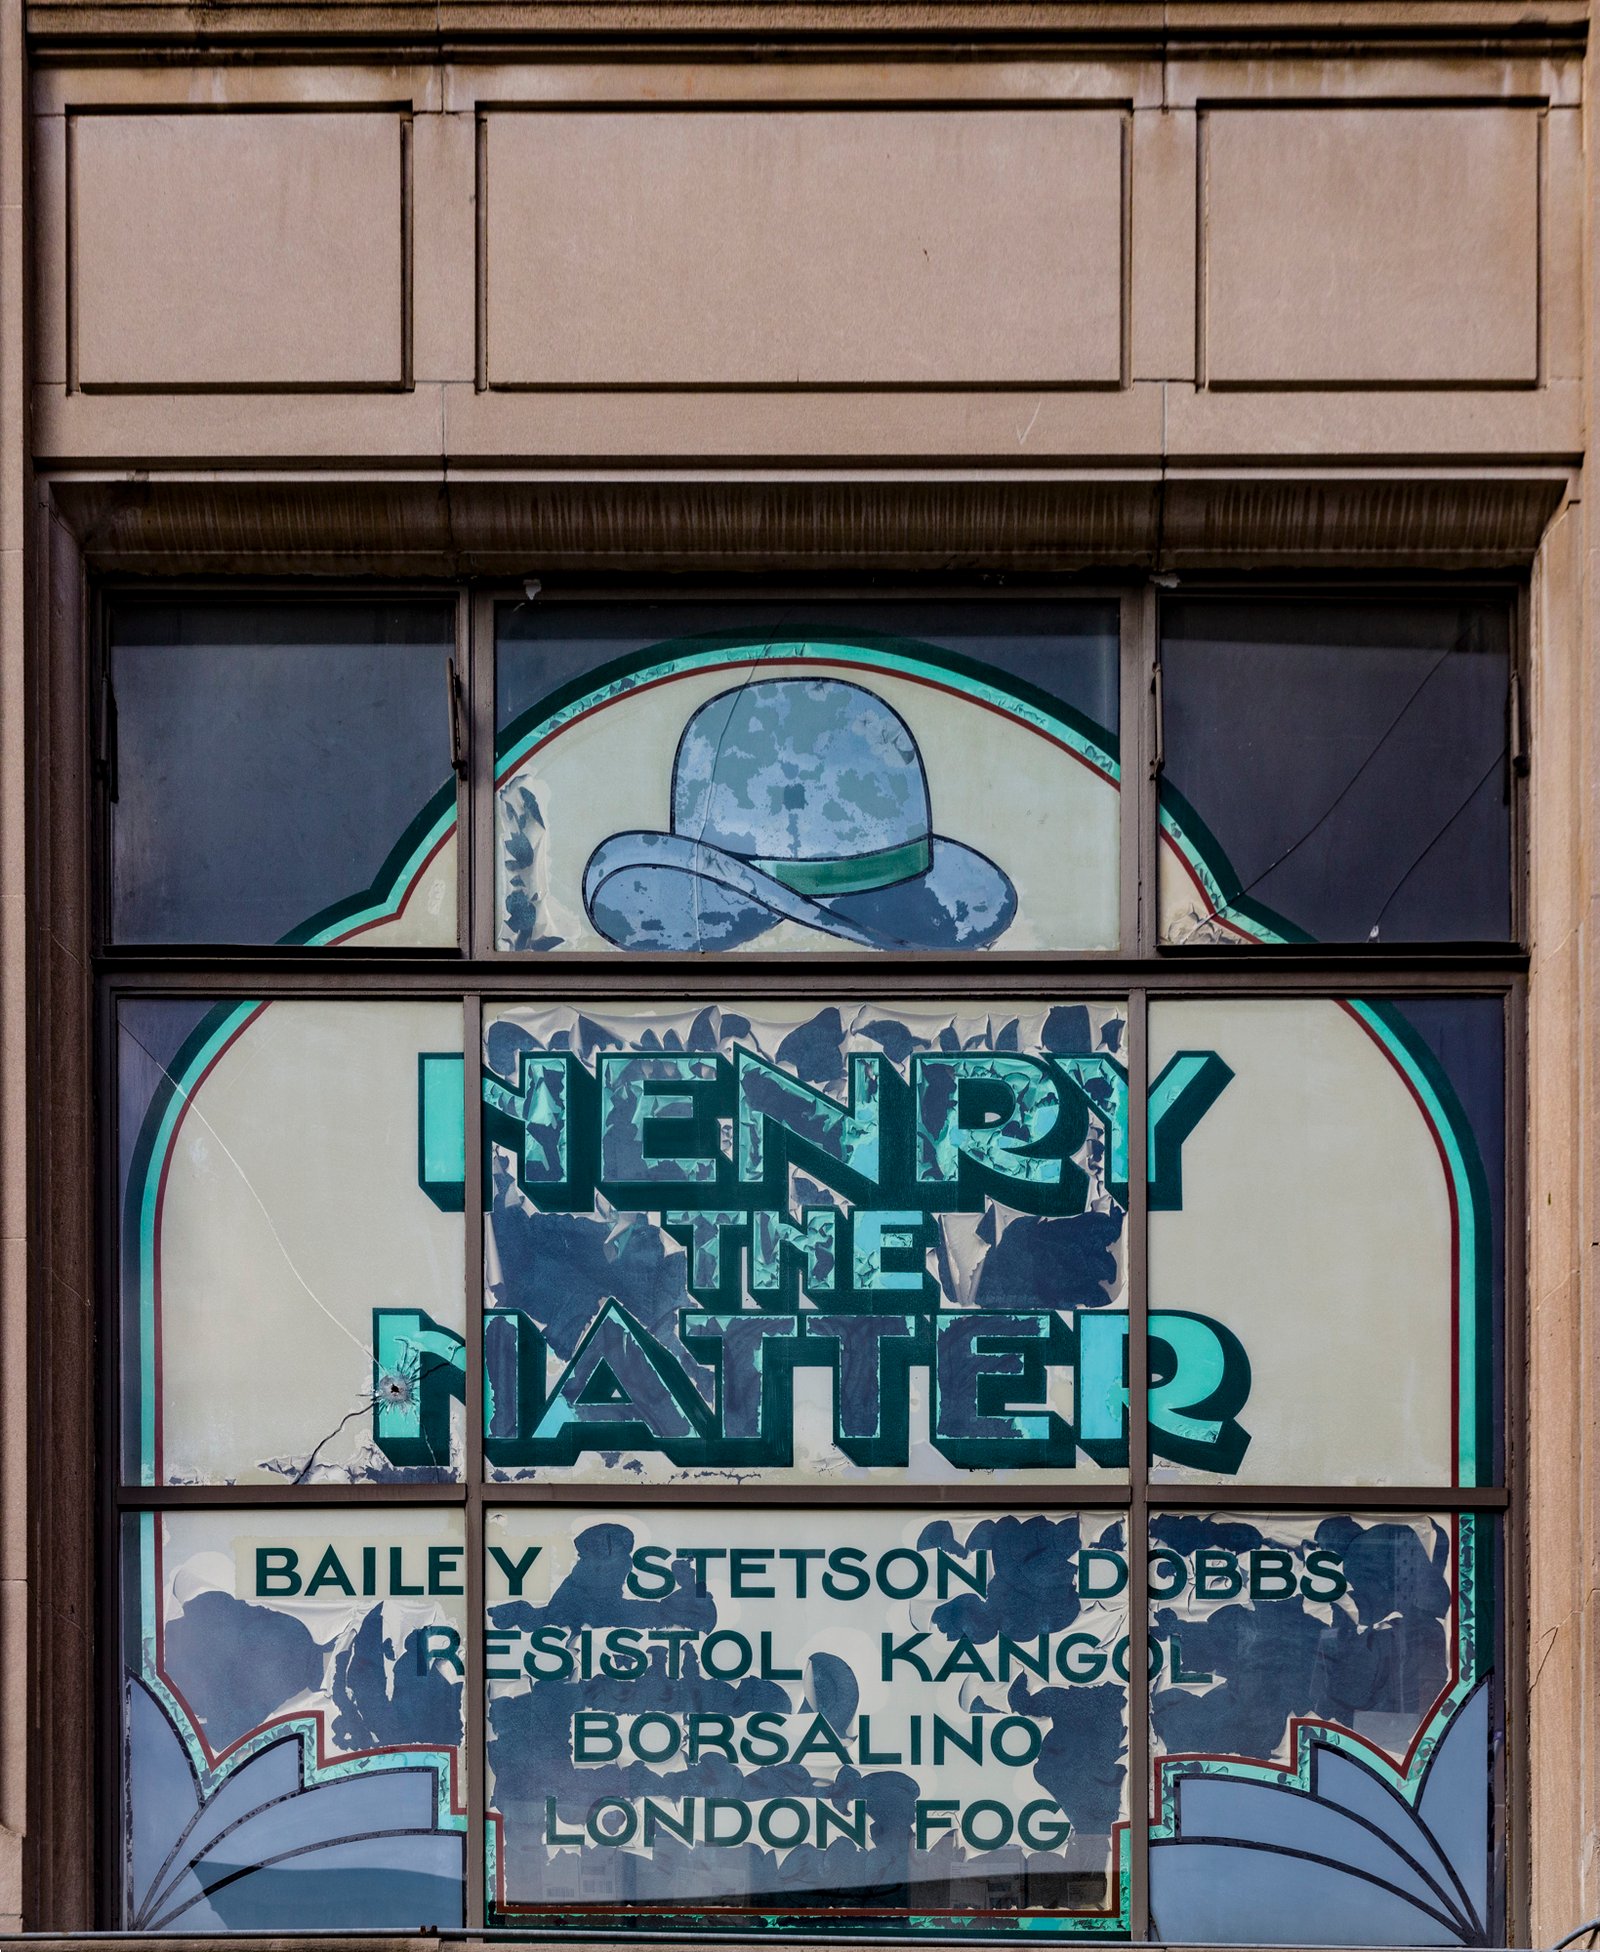 HENRY
THE
HATTER
BAILEY STETSON DOBBS
RESISTOL KANGOL
BORSALINO
LONDON FOG